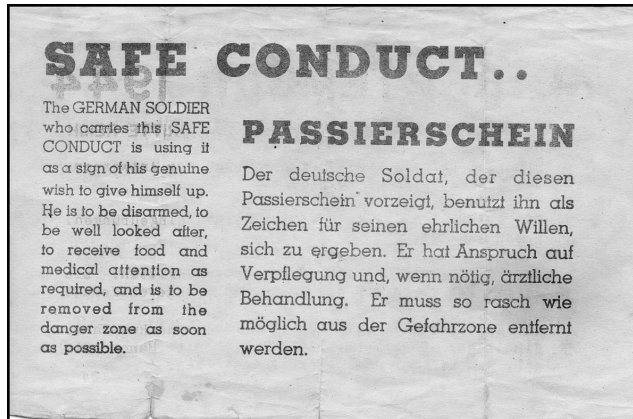 SAFE CONDUCT..
The GERMAN SOLDIER
who carries this SAFE
CONDUCT is using it
as a sign of his genuine
wish to give himself up.
He is to be disarmed, to
be well looked after,
to receive food and
medical attention as
required, and is to be
removed from the
danger zone as soon
as possible.
PASSIERSCHEIN
Der deutsche Soldat, der diesen
Passierschein vorzeigt, benutzt ihn als
Zeichen für seinen ehrlichen Willen,
sich zu ergeben. Er hat Anspruch auf
Verpflegung und, wenn nötig, ärztliche
Behandlung. Er muss so rasch wie
möglich aus der Gefahrzone entfernt
werden.